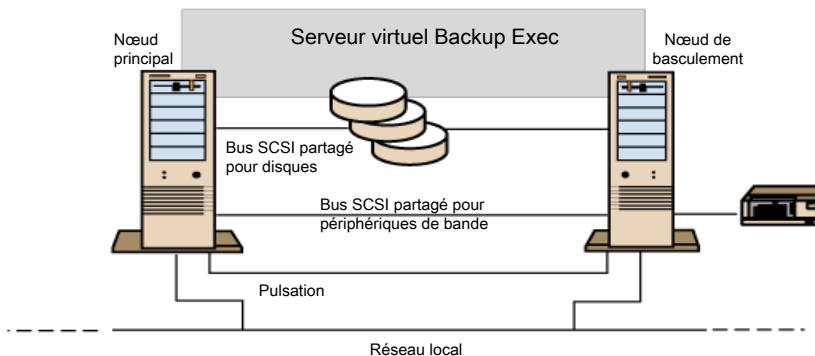 Nœud
principal
Serveur virtuel Backup Exec
Nœud de
basculement
Bus SCSI partagé
pour disques
Bus SCSI partagé pour
périphériques de bande
Pulsation
Réseau local